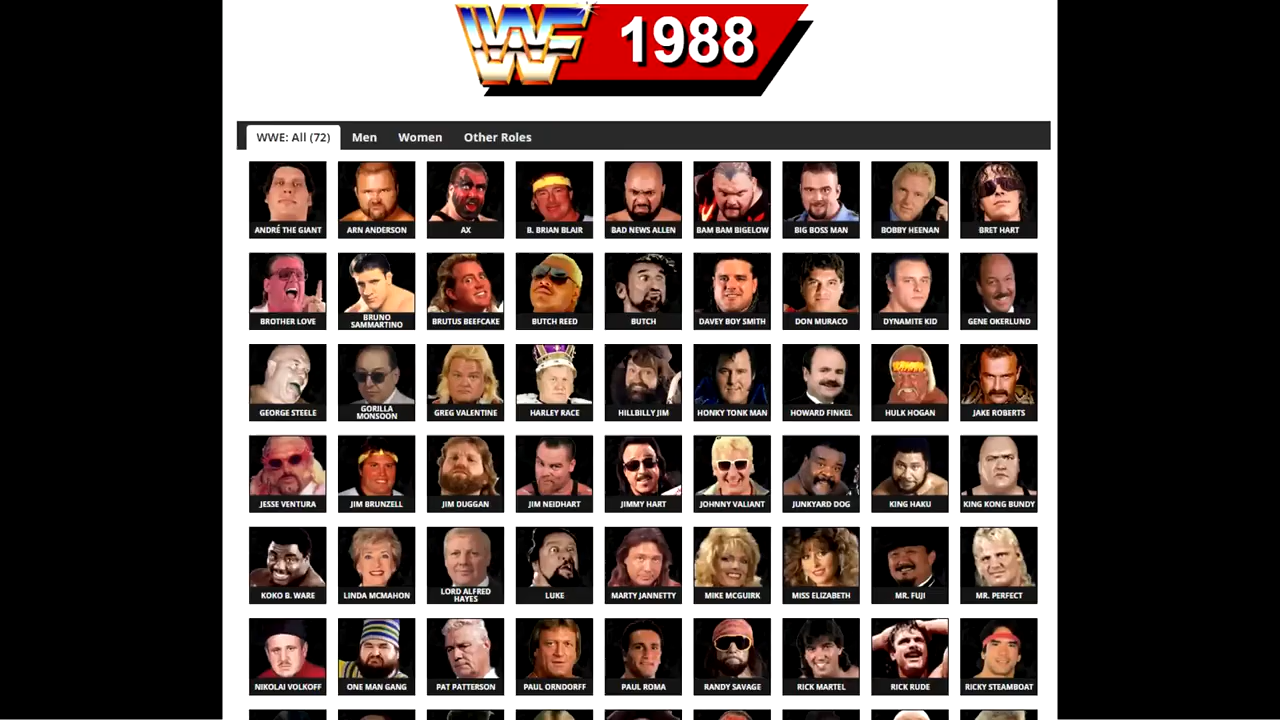 WF 1988
WWE: All (72) Men Women Other Roles
ANDRÉ THE GIANT ARN ANDERSON AX B. BRIAN BLAIR BAD NEWS ALLEN BAM BAM BIGELOW BIG BOSS MAN BOBBY HEENAN BRET HART
BROTHER LOVE BRUNO SAMMARTINO BRUTUS BEEFCAKE BUTCH REED BUTCH DAVEY BOY SMITH DON MURACO DYNAMITE KID GENE OKERLUND
GEORGE STEELE GORILLA MONSOON GREG VALENTINE HARLEY RACE HILLBILLY JIM HONKY TONK MAN HOWARD FINKEL HULK HOGAN JAKE ROBERTS
JESSE VENTURA JIM BRUNZELL JIM DUGGAN JIM NEIDHART JIMMY HART JOHNNY VALIANT JUNKYARD DOG KING HAKU KING KONG BUNDY
KOKO B. WARE LINDA MCMAHON LORD ALFRED HAYES LUKE MARTY JANNETTY MIKE MCGUIRK MISS ELIZABETH MR. FUJI MR. PERFECT
NIKOLAI VOLKOFF ONE MAN GANG PAT PATTERSON PAUL ORNDORFF PAUL ROMA RANDY SAVAGE RICK MARTEL RICK RUDE RICKY STEAMBOAT